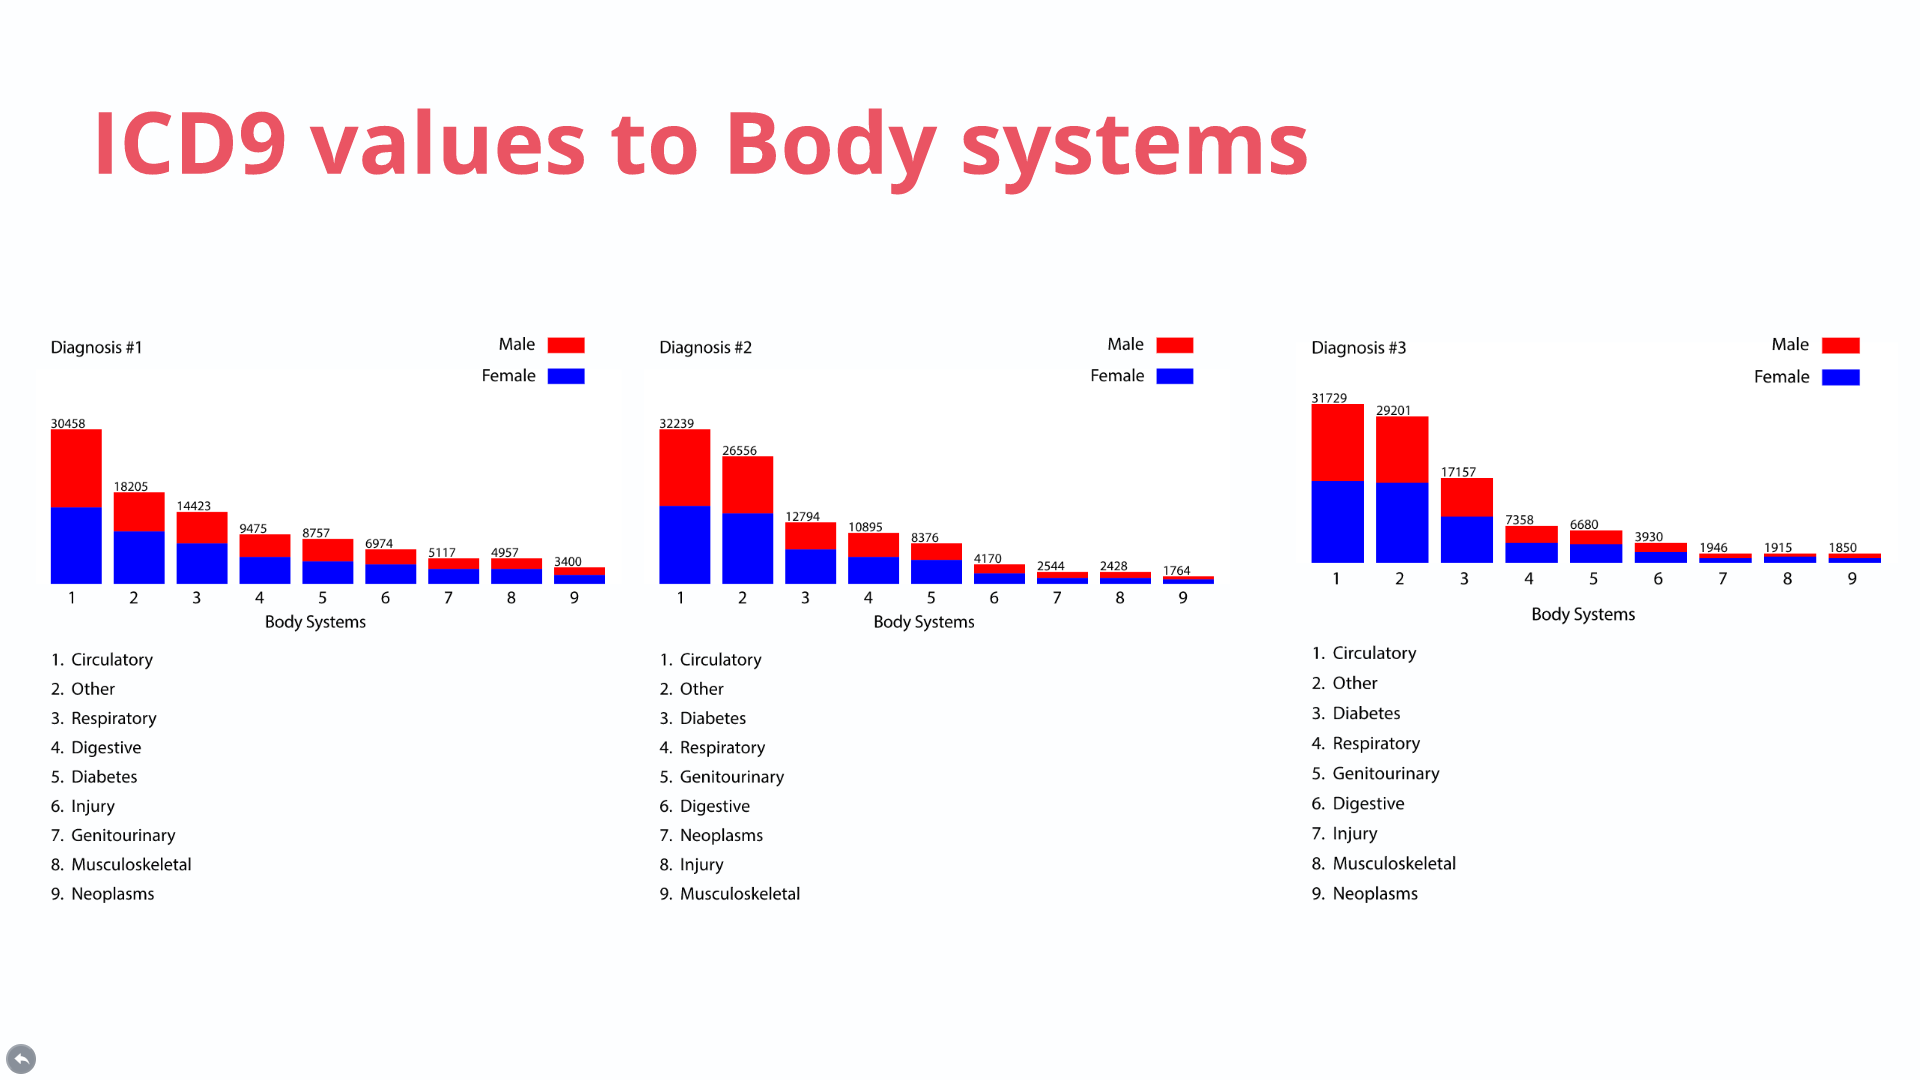 ICD9 values to Body systems
Diagnosis #1
Male
Female
30458
18205
14423
9475
8757
6974
5117
4957
3400
1 2 3 4 5 6 7 8 9
Body Systems
1. Circulatory
2. Other
3. Respiratory
4. Digestive
5. Diabetes
6. Injury
7. Genitourinary
8. Musculoskeletal
9. Neoplasms
Diagnosis #2
Male
Female
32239
26556
12794
10895
8376
4170
2544
2428
1764
1 2 3 4 5 6 7 8 9
Body Systems
1. Circulatory
2. Other
3. Diabetes
4. Respiratory
5. Genitourinary
6. Digestive
7. Neoplasms
8. Injury
9. Musculoskeletal
Diagnosis #3
Male
Female
31729
29201
17157
7358
6680
3930
1946
1915
1850
1 2 3 4 5 6 7 8 9
Body Systems
1. Circulatory
2. Other
3. Diabetes
4. Respiratory
5. Genitourinary
6. Digestive
7. Injury
8. Musculoskeletal
9. Neoplasms